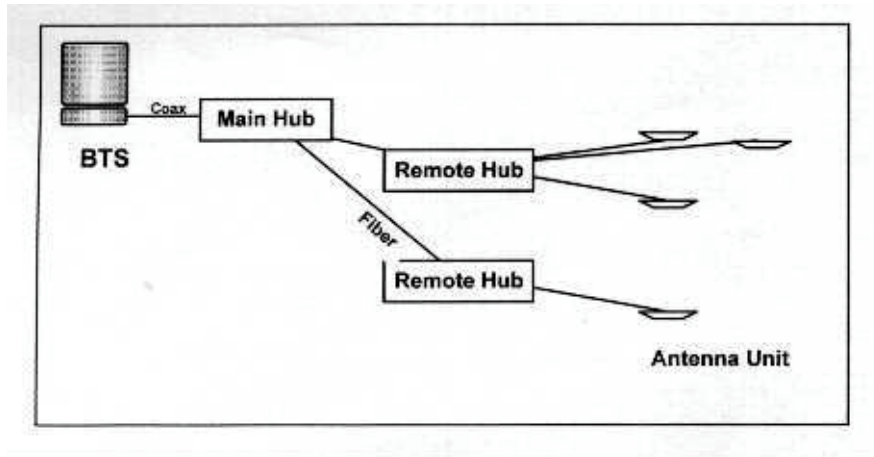 Coax
Main Hub
BTS
Remote Hub
Fiber
Remote Hub
Antenna Unit